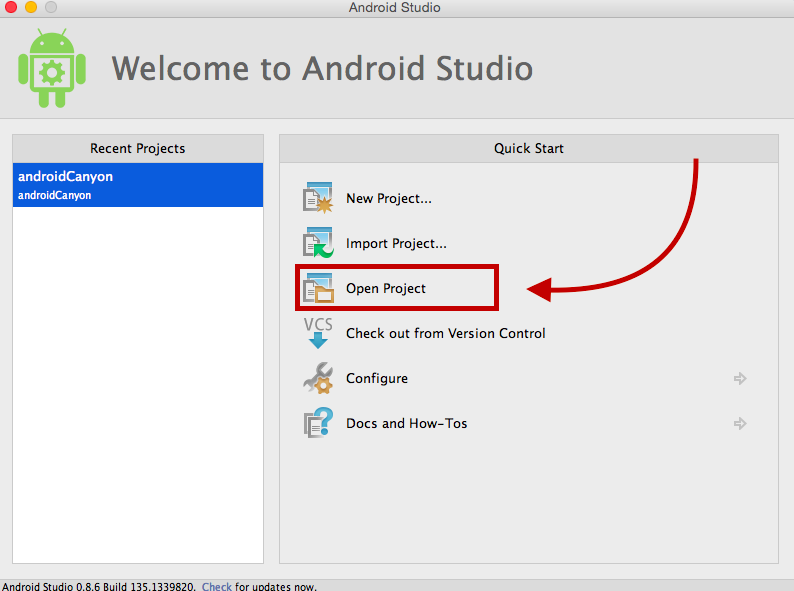 Android Studio
Welcome to Android Studio
Recent Projects
androidCanyon
androidCanyon
Quick Start
New Project...
Import Project...
Open Project
VCS
Check out from Version Control
Configure
Docs and How-Tos
Android Studio 0.8.6 Build 135.1339820. Check for updates now.